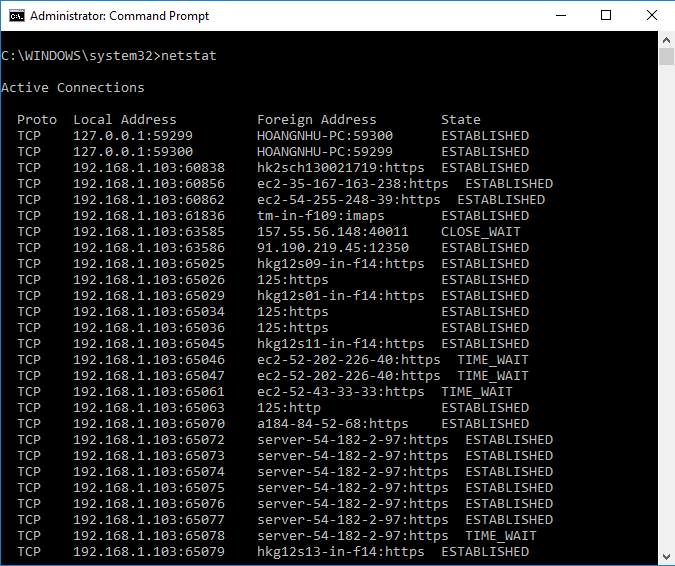 Administrator: Command Prompt
C:\WINDOWS\system32>netstat
Active Connections
Proto  Local Address          Foreign Address        State
TCP    127.0.0.1:59299        HOANGNHU-PC:59300      ESTABLISHED
TCP    127.0.0.1:59300        HOANGNHU-PC:59299      ESTABLISHED
TCP    192.168.1.103:60838    hk2sch130021719:https  ESTABLISHED
TCP    192.168.1.103:60856    ec2-35-167-163-238:https  ESTABLISHED
TCP    192.168.1.103:60862    ec2-54-255-248-39:https  ESTABLISHED
TCP    192.168.1.103:61836    tm-in-f109:imaps       ESTABLISHED
TCP    192.168.1.103:63585    157.55.56.148:40011    CLOSE_WAIT
TCP    192.168.1.103:63586    91.190.219.45:12350    ESTABLISHED
TCP    192.168.1.103:65025    hkg12s09-in-f14:https  ESTABLISHED
TCP    192.168.1.103:65026    125:https              ESTABLISHED
TCP    192.168.1.103:65029    hkg12s01-in-f14:https  ESTABLISHED
TCP    192.168.1.103:65034    125:https              ESTABLISHED
TCP    192.168.1.103:65036    125:https              ESTABLISHED
TCP    192.168.1.103:65045    hkg12s11-in-f14:https  ESTABLISHED
TCP    192.168.1.103:65046    ec2-52-202-226-40:https  TIME_WAIT
TCP    192.168.1.103:65047    ec2-52-202-226-40:https  TIME_WAIT
TCP    192.168.1.103:65061    ec2-52-43-33-33:https  TIME_WAIT
TCP    192.168.1.103:65063    125:http               ESTABLISHED
TCP    192.168.1.103:65070    a184-84-52-68:https    ESTABLISHED
TCP    192.168.1.103:65072    server-54-182-2-97:https  ESTABLISHED
TCP    192.168.1.103:65073    server-54-182-2-97:https  ESTABLISHED
TCP    192.168.1.103:65074    server-54-182-2-97:https  ESTABLISHED
TCP    192.168.1.103:65075    server-54-182-2-97:https  ESTABLISHED
TCP    192.168.1.103:65076    server-54-182-2-97:https  ESTABLISHED
TCP    192.168.1.103:65077    server-54-182-2-97:https  ESTABLISHED
TCP    192.168.1.103:65078    server-54-182-2-97:https  TIME_WAIT
TCP    192.168.1.103:65079    hkg12s13-in-f14:https  ESTABLISHED